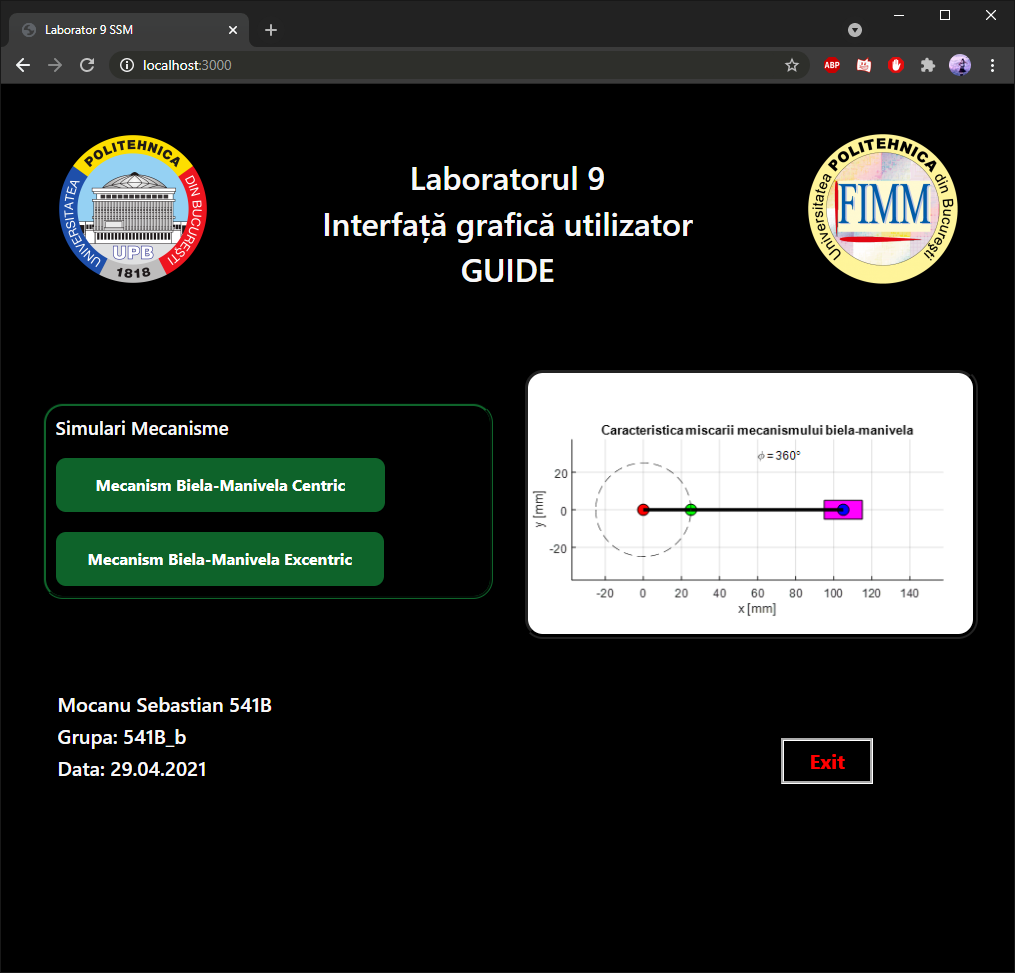 Laborator 9 SSM
localhost:3000
ABP
UNIVERSITATEA POLITEHNICA DIN BUCUREȘTI
UPB
1818
Laboratorul 9
Interfață grafică utilizator
GUIDE
Universitatea POLITEHNICA din București
FIMM
Simulari Mecanisme
Mecanism Biela-Manivela Centric
Mecanism Biela-Manivela Excentric
Caracteristica miscarii mecanismului biela-manivela
ϕ = 360°
y [mm]
20
0
-20
-20 0 20 40 60 80 100 120 140
x [mm]
Mocanu Sebastian 541B
Grupa: 541B_b
Data: 29.04.2021
Exit